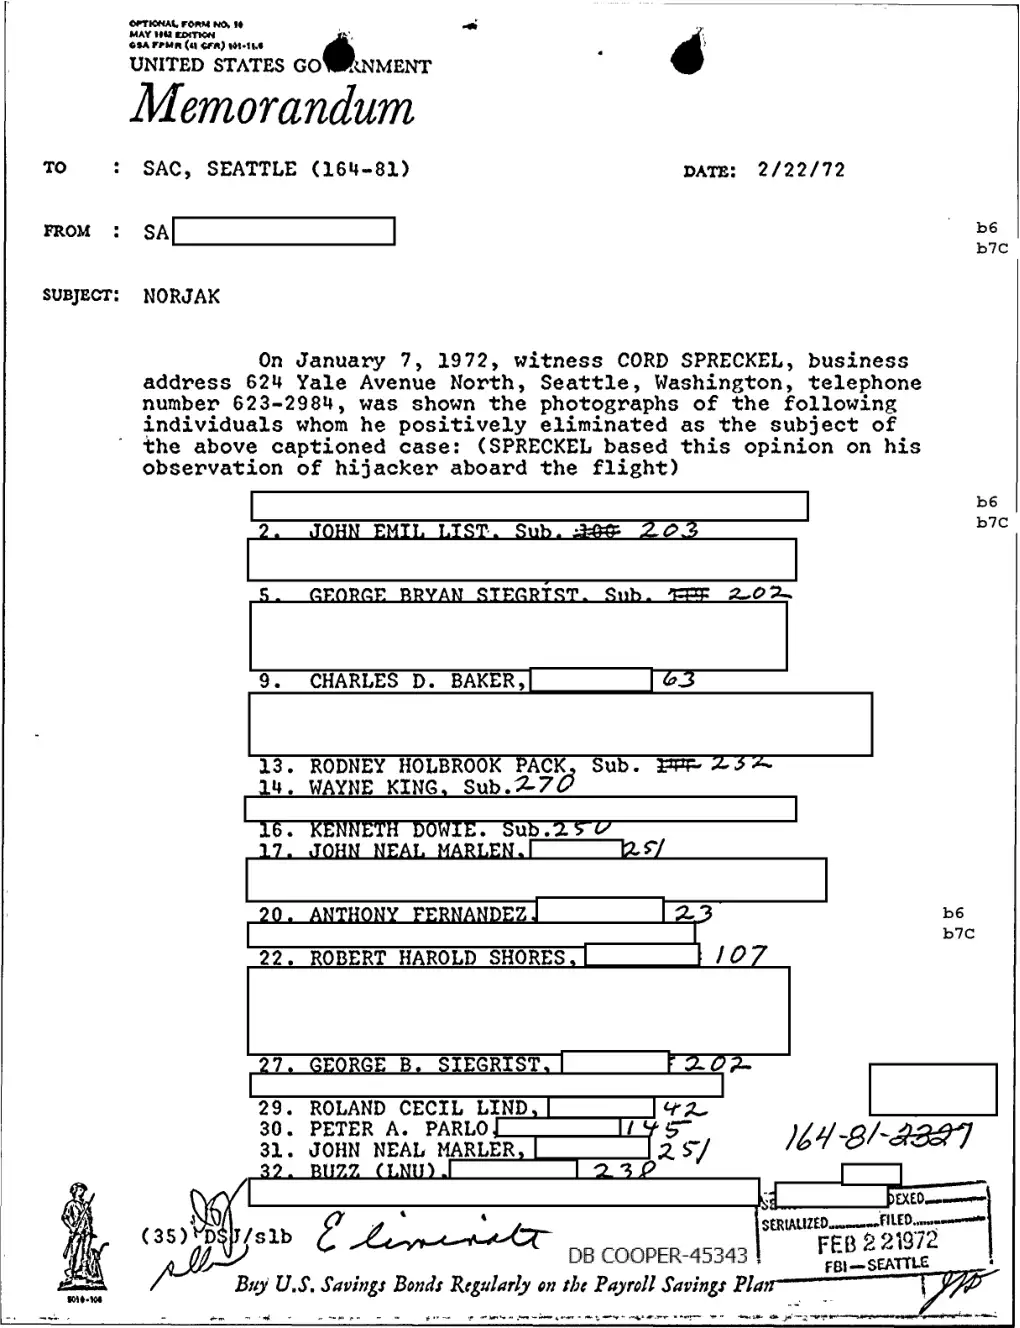 OPTIONAL FORM NO. 10
MAY 1962 EDITION
GSA FPMR (41 CFR) 101-11.6
UNITED STATES GO RNMENT
Memorandum
TO : SAC, SEATTLE (164-81) DATE: 2/22/72
FROM : SA b6
b7C
SUBJECT: NORJAK
On January 7, 1972, witness CORD SPRECKEL, business
address 624 Yale Avenue North, Seattle, Washington, telephone
number 623-2984, was shown the photographs of the following
individuals whom he positively eliminated as the subject of
the above captioned case: (SPRECKEL based this opinion on his
observation of hijacker aboard the flight)
b6
b7C
2. JOHN EMIL LIST, Sub. 203
5. GEORGE BRYAN SIEGRIST, Sub. 202
9. CHARLES D. BAKER, 63
13. RODNEY HOLBROOK PACK, Sub. 232
14. WAYNE KING, Sub. 270
16. KENNETH DOWIE. Sub. 250
17. JOHN NEAL MARLEN, 251
20. ANTHONY FERNANDEZ 23
b6
b7C
22. ROBERT HAROLD SHORES, 107
27. GEORGE B. SIEGRIST, 202
29. ROLAND CECIL LIND, 42
30. PETER A. PARLO, 145
31. JOHN NEAL MARLER, 251
32. BUZZ (LNU), 238
164-81-2327
DEXED
SERIALIZED FILED
FEB 22 1972
FBI-SEATTLE
(35) DSJ/slb
Eliminate
DB COOPER-45343
Buy U.S. Savings Bonds Regularly on the Payroll Savings Plan
5010-108